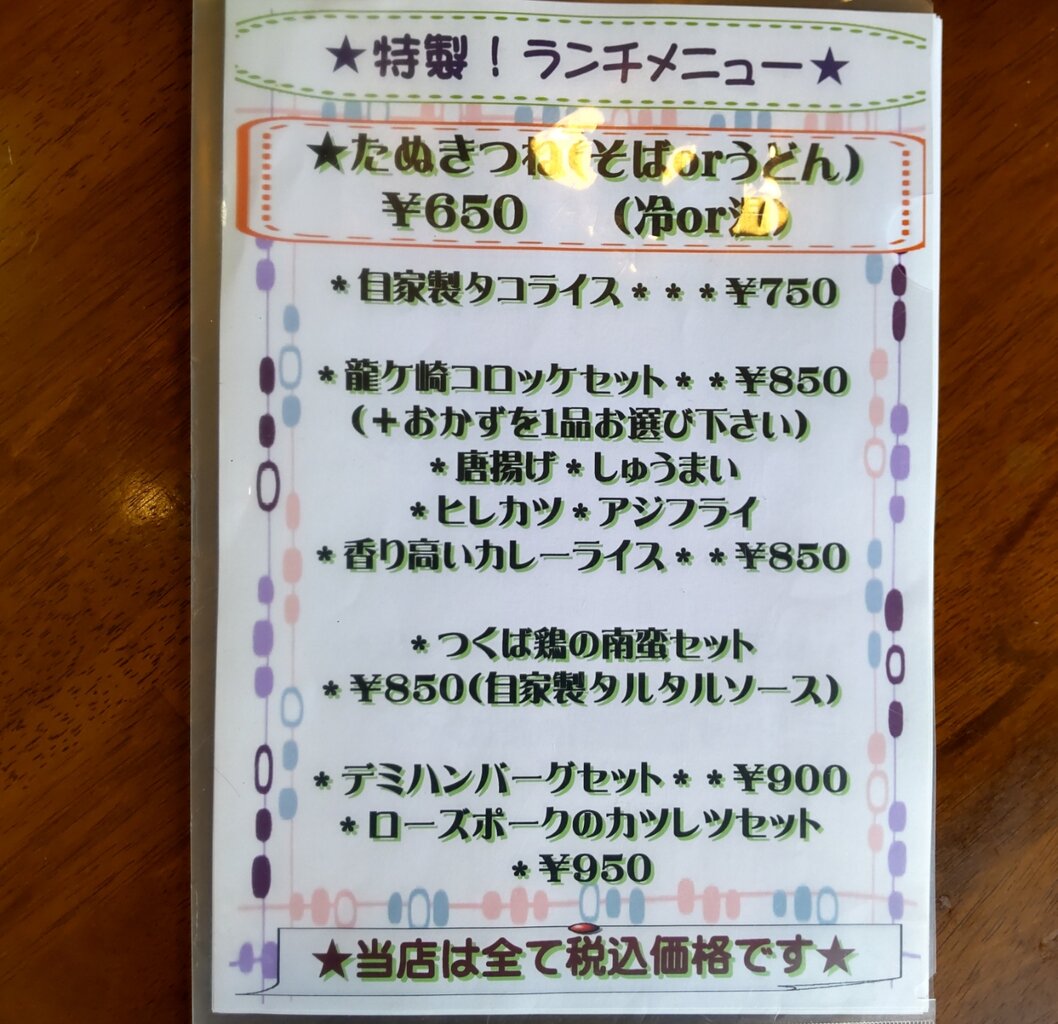 ★特製！ランチメニュー★
★たぬきつね(そばorうどん)
￥650 (冷or温)
*自家製タコライス***￥750
*龍ケ崎コロッケセット**￥850
(＋おかずを1品お選び下さい)
*唐揚げ*しゅうまい
*ヒレカツ*アジフライ
*香り高いカレーライス**￥850
*つくば鶏の南蛮セット
*￥850(自家製タルタルソース)
*デミハンバーグセット**￥900
*ローズポークのカツレツセット
*￥950
★当店は全て税込価格です★